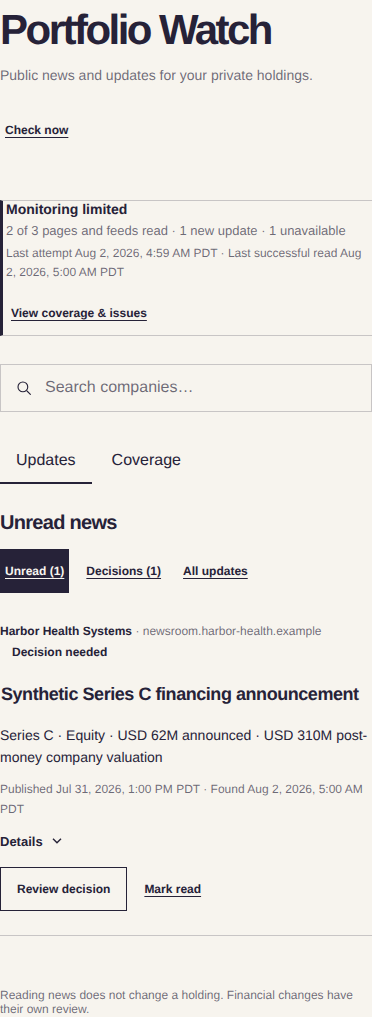 Portfolio Watch
Public news and updates for your private holdings.
Check now
Monitoring limited
2 of 3 pages and feeds read · 1 new update · 1 unavailable
Last attempt Aug 2, 2026, 4:59 AM PDT · Last successful read Aug
2, 2026, 5:00 AM PDT
View coverage & issues
Search companies…
Updates Coverage
Unread news
Unread (1) Decisions (1) All updates
Harbor Health Systems · newsroom.harbor-health.example
Decision needed
Synthetic Series C financing announcement
Series C · Equity · USD 62M announced · USD 310M post-
money company valuation
Published Jul 31, 2026, 1:00 PM PDT · Found Aug 2, 2026, 5:00 AM
PDT
Details
Review decision Mark read
Reading news does not change a holding. Financial changes have
their own review.